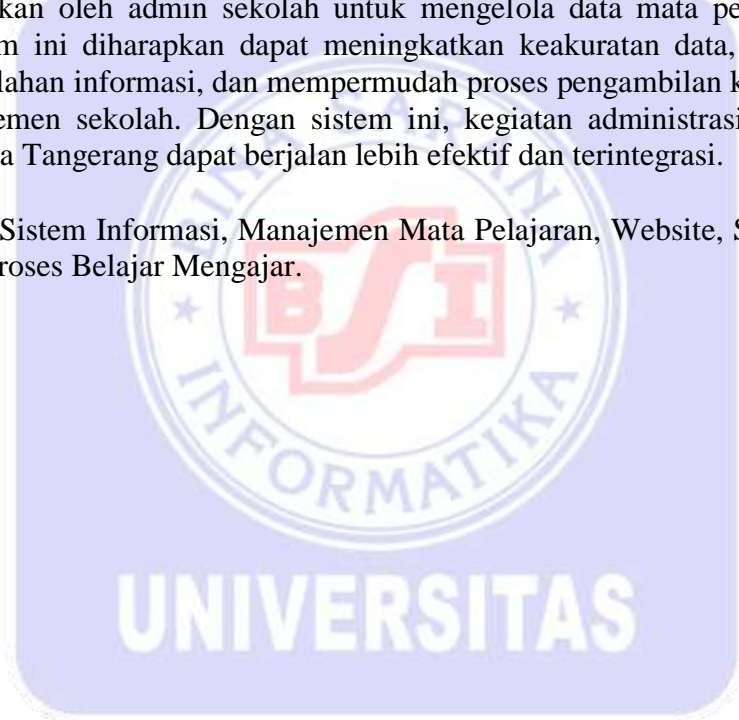 kan oleh admin sekolah untuk mengelola data mata pe
m ini diharapkan dapat meningkatkan keakuratan data,
lahan informasi, dan mempermudah proses pengambilan k
emen sekolah. Dengan sistem ini, kegiatan administrasi
a Tangerang dapat berjalan lebih efektif dan terintegrasi.
Sistem Informasi, Manajemen Mata Pelajaran, Website, S
roses Belajar Mengajar.
BINA SARANA
BSI
INFORMATIKA
UNIVERSITAS